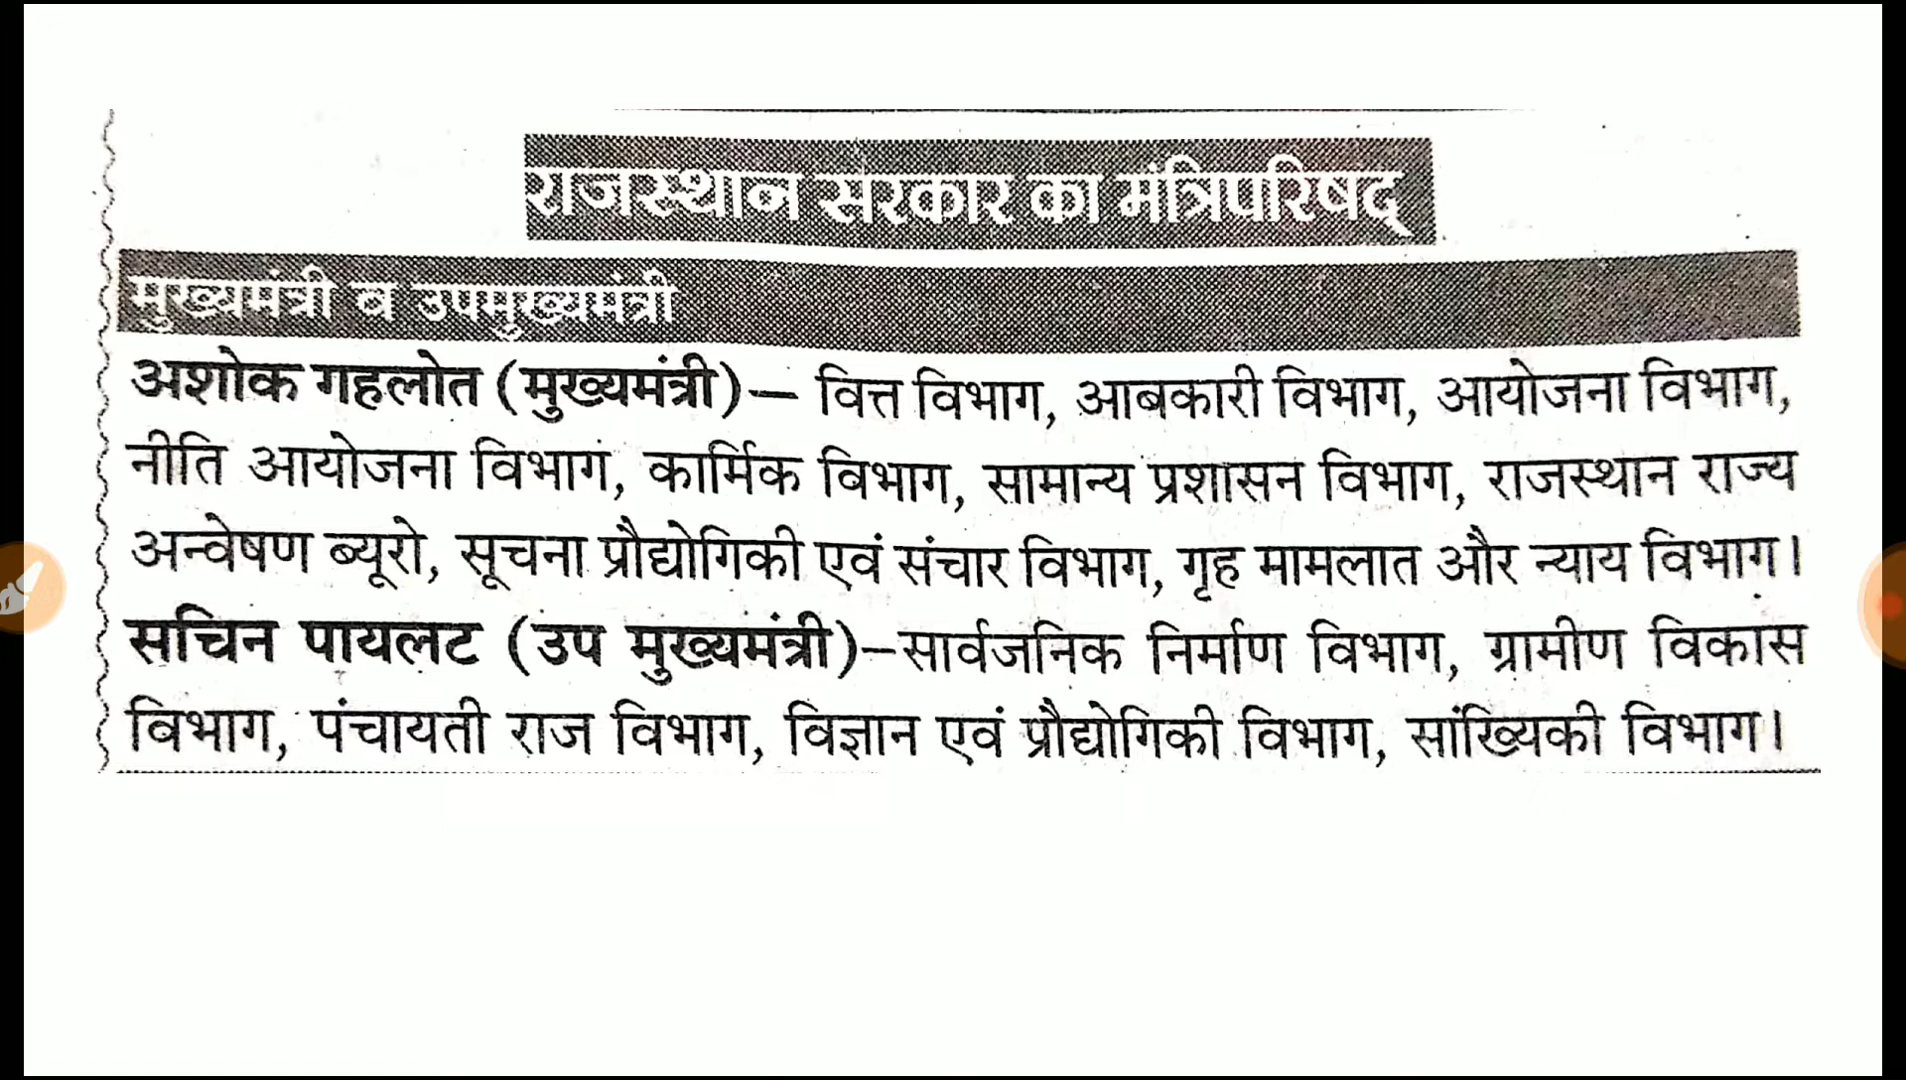 राजस्थान सरकार का मंत्रिपरिषद्
मुख्यमंत्री व उपमुख्यमंत्री
अशोक गहलोत (मुख्यमंत्री)— वित्त विभाग, आबकारी विभाग, आयोजना विभाग,
नीति आयोजना विभाग, कार्मिक विभाग, सामान्य प्रशासन विभाग, राजस्थान राज्य
अन्वेषण ब्यूरो, सूचना प्रौद्योगिकी एवं संचार विभाग, गृह मामलात और न्याय विभाग।
सचिन पायलट (उप मुख्यमंत्री)–सार्वजनिक निर्माण विभाग, ग्रामीण विकास
विभाग, पंचायती राज विभाग, विज्ञान एवं प्रौद्योगिकी विभाग, सांख्यिकी विभाग।